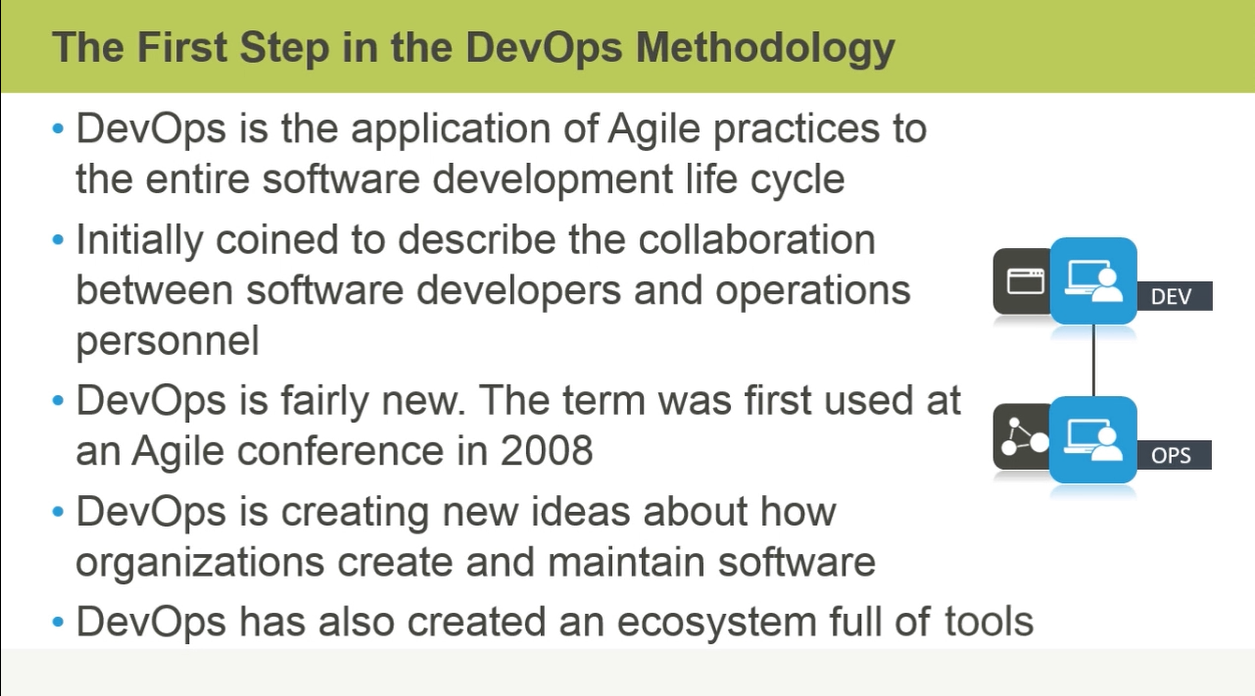 The First Step in the DevOps Methodology
• DevOps is the application of Agile practices to
the entire software development life cycle
• Initially coined to describe the collaboration
between software developers and operations
personnel
• DevOps is fairly new. The term was first used at
an Agile conference in 2008
• DevOps is creating new ideas about how
organizations create and maintain software
• DevOps has also created an ecosystem full of tools
DEV
OPS